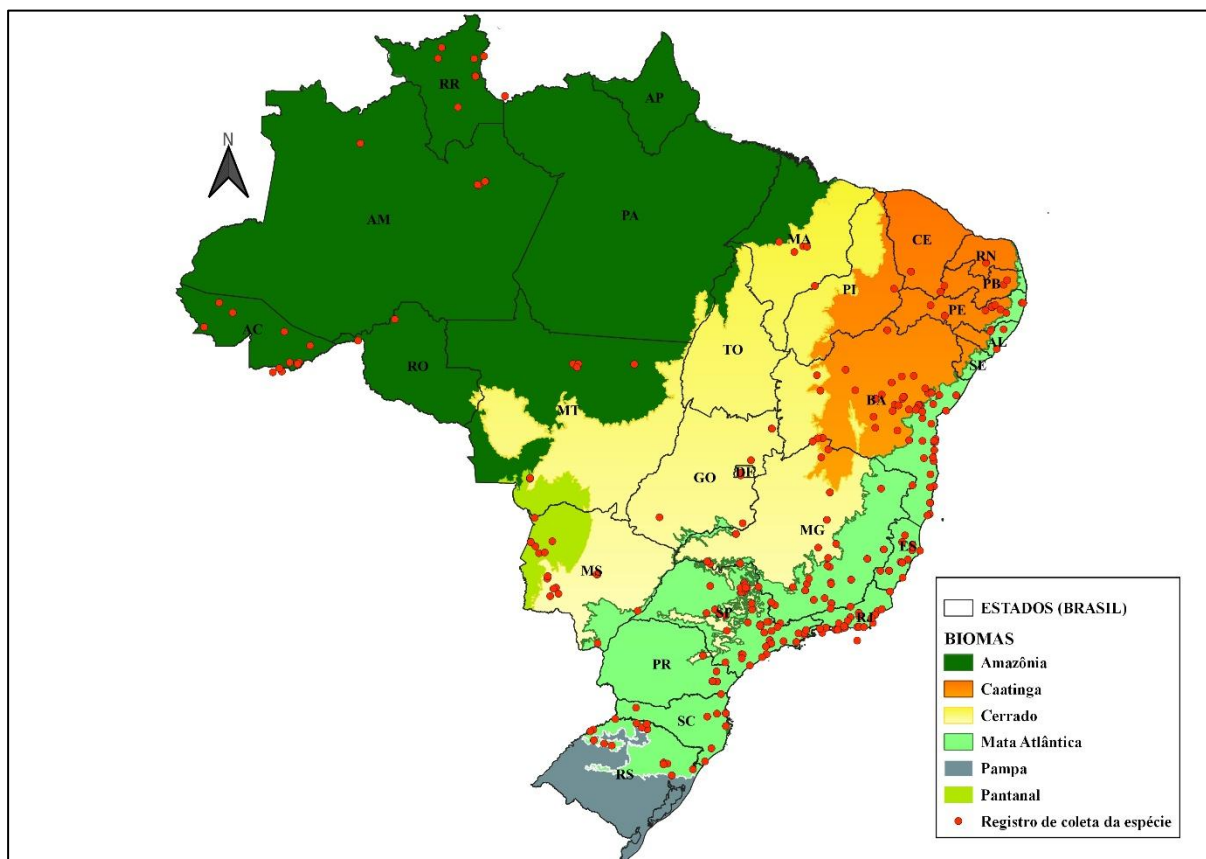 N
RR
AP
AM
PA
MA
CE
RN
PB
PI
PE
AC
AL
TO
SE
RO
BA
MT
GO
DF
MG
ES
MS
SP
RJ
PR
SC
RS
ESTADOS (BRASIL)
BIOMAS
Amazônia
Caatinga
Cerrado
Mata Atlântica
Pampa
Pantanal
Registro de coleta da espécie